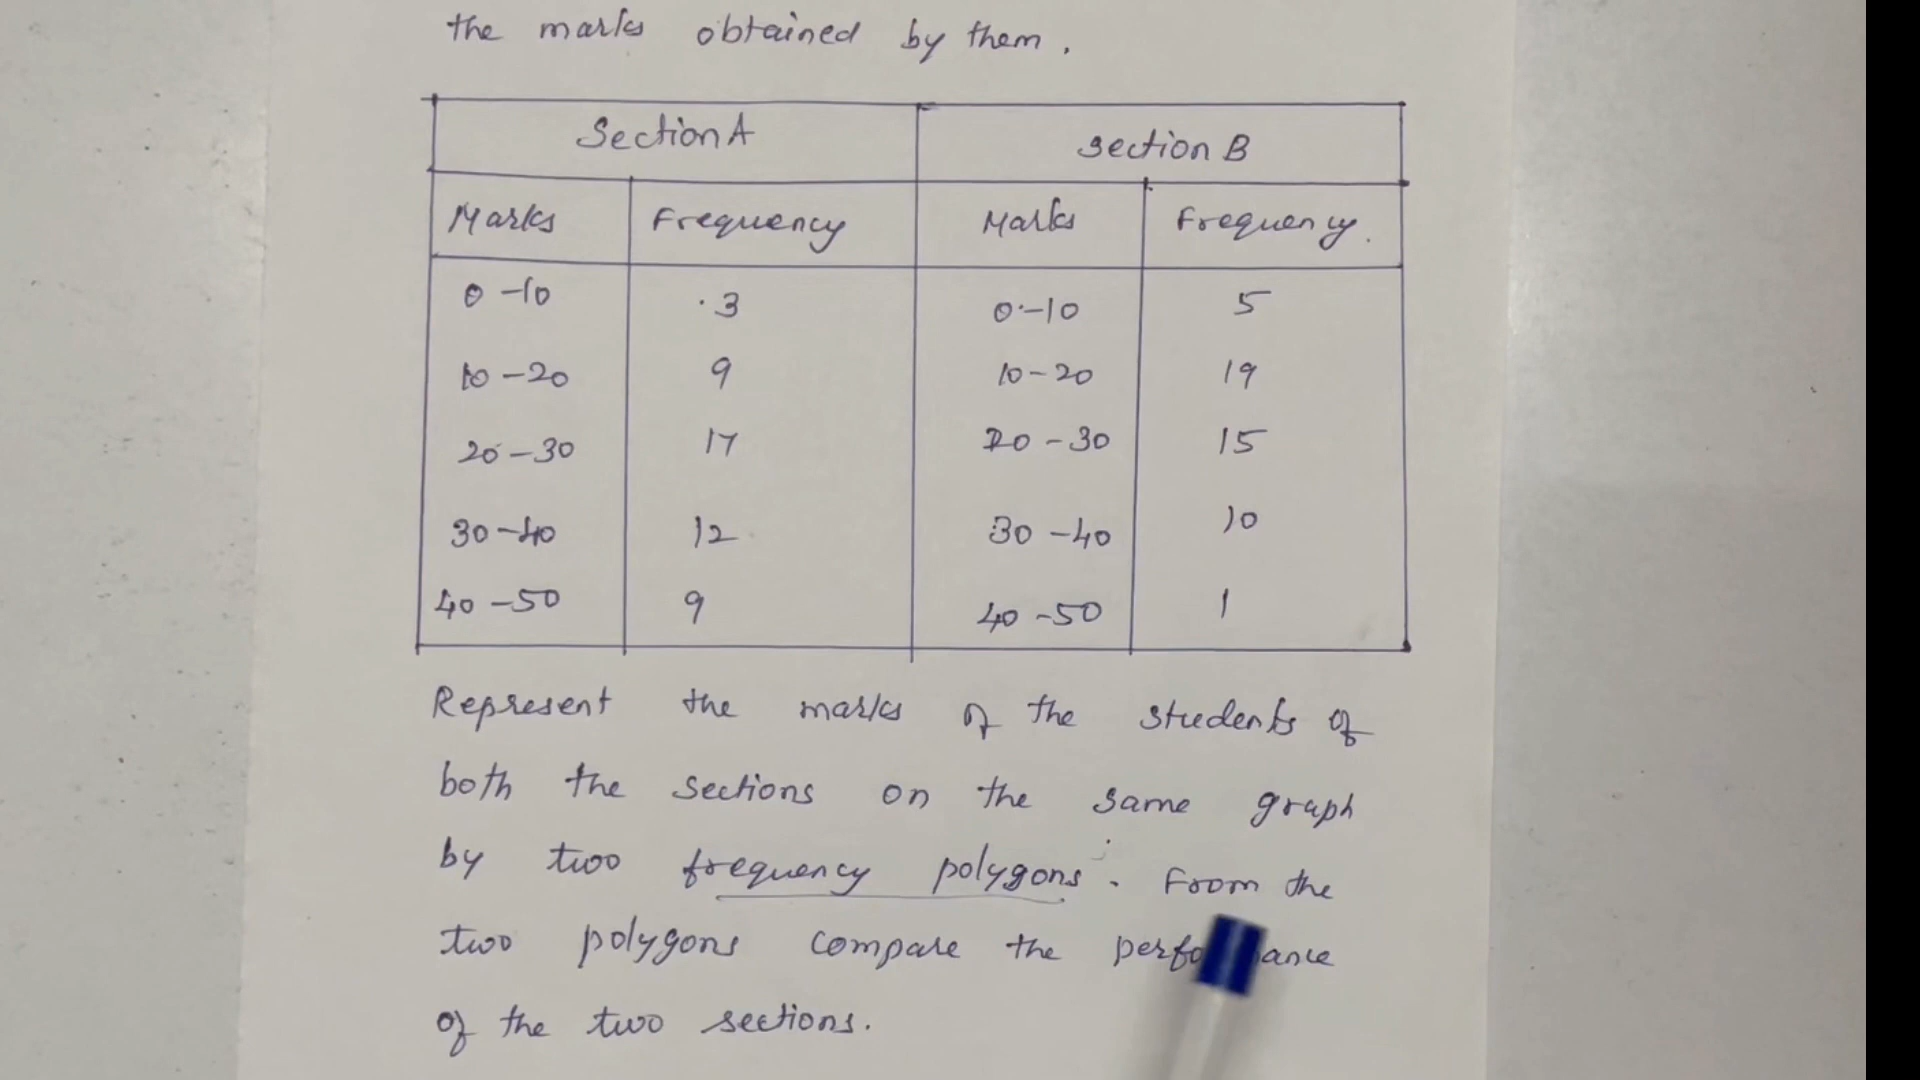 the marks obtained by them.
Section A section B
Marks Frequency Marks Frequency.
0-10 3 0-10 5
10-20 9 10-20 19
20-30 17 20-30 15
30-40 12 30-40 10
40-50 9 40-50 1
Represent the marks of the students of
both the sections on the same graph
by two frequency polygons. From the
two polygons compare the
of the two sections.